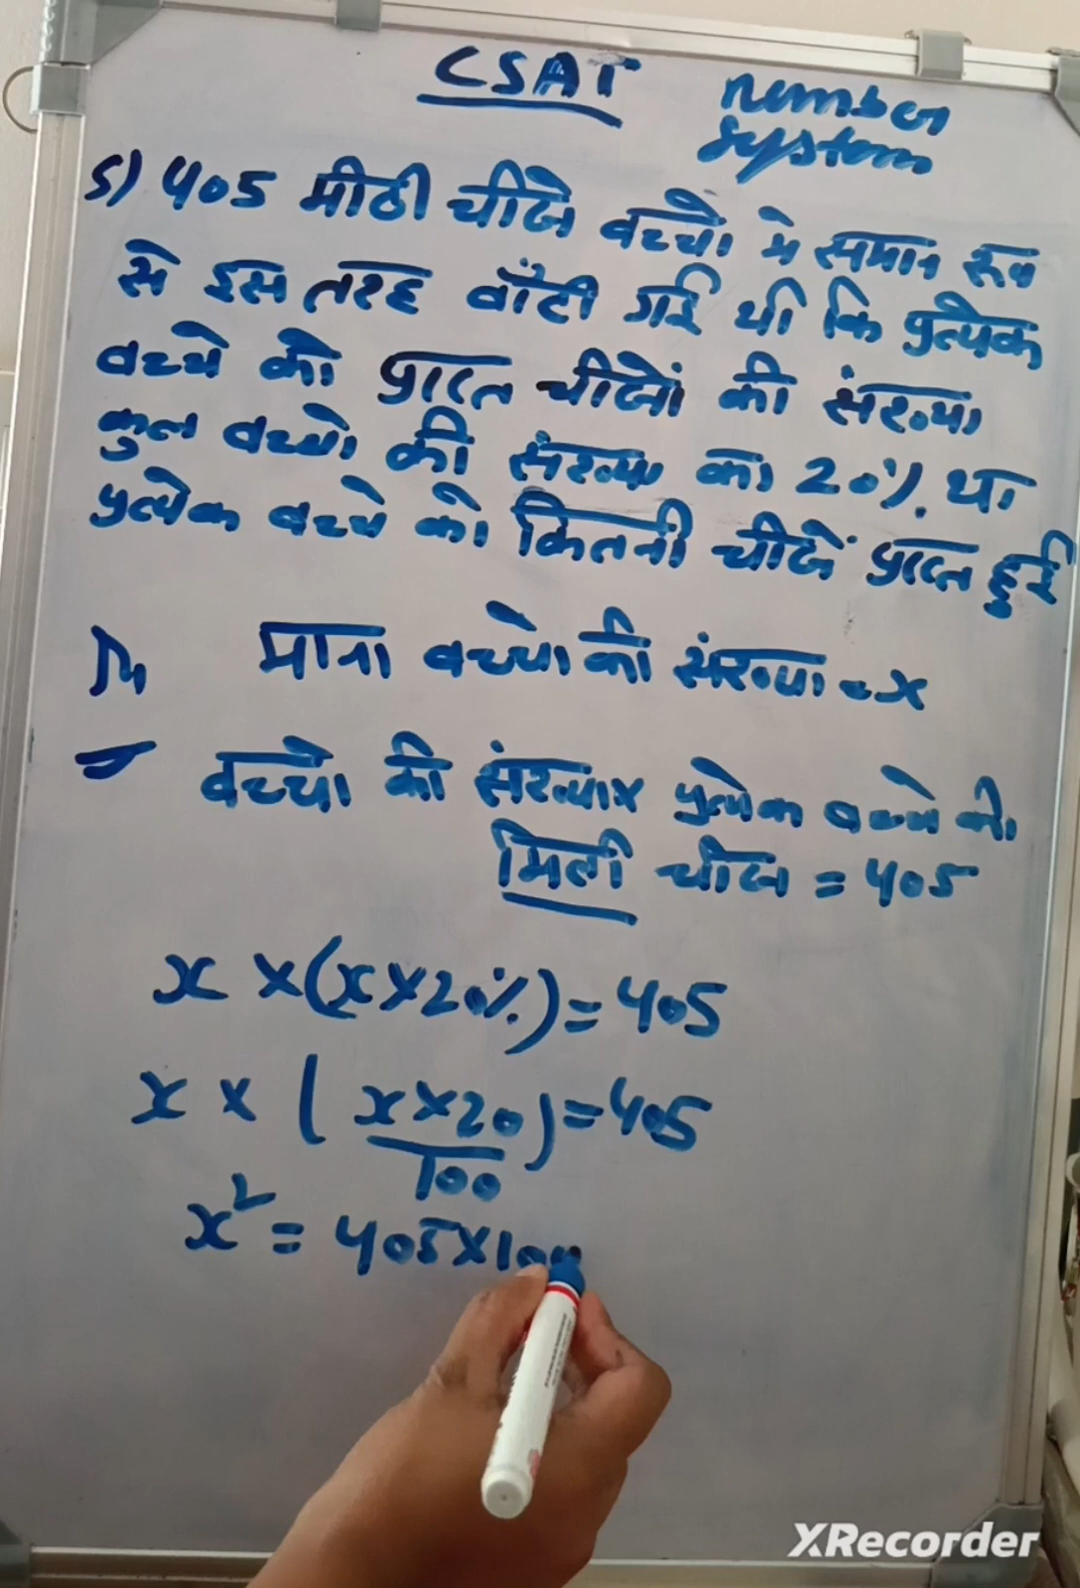 CSAT
number
system
5) 405 मीठी चीजे बच्चो मे समान रूप
से इस तरह बाँटी गई थी कि प्रत्येक
बच्चे को प्राप्त चीजों की संख्या
कुल बच्चो की संख्या का 20% था
प्रत्येक बच्चे को कितनी चीजें प्राप्त हुई
माना बच्चो की संख्या = x
बच्चो की संख्या x प्रत्येक बच्चे को
मिली चीज = 405
x × (x × 20%) = 405
x × ( x × 20 ) = 405
100
x² = 405 × 100
XRecorder